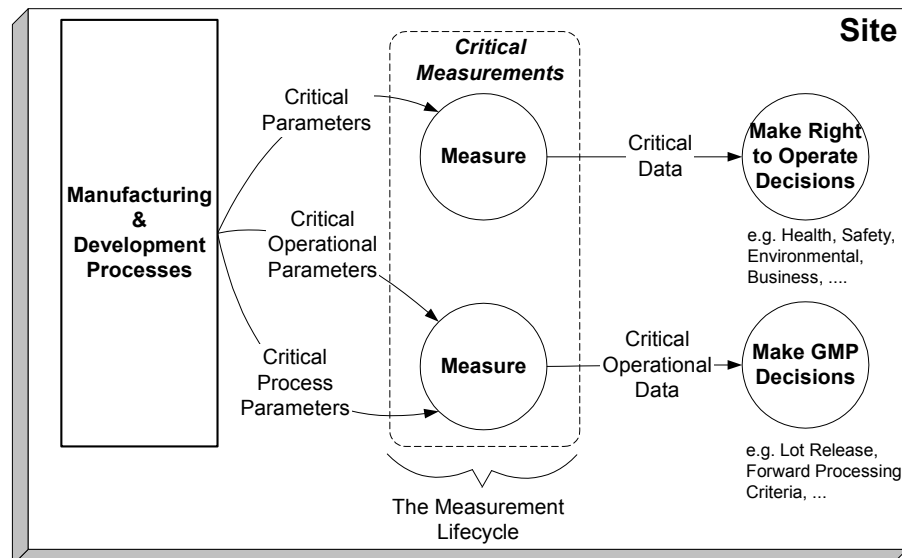 Site
Critical
Measurements
Critical
Parameters
Measure
Critical
Data
Make Right
to Operate
Decisions
e.g. Health, Safety,
Environmental,
Business, ....
Manufacturing
&
Development
Processes
Critical
Operational
Parameters
Critical
Process
Parameters
Measure
Critical
Operational
Data
Make GMP
Decisions
e.g. Lot Release,
Forward Processing
Criteria, ...
The Measurement
Lifecycle